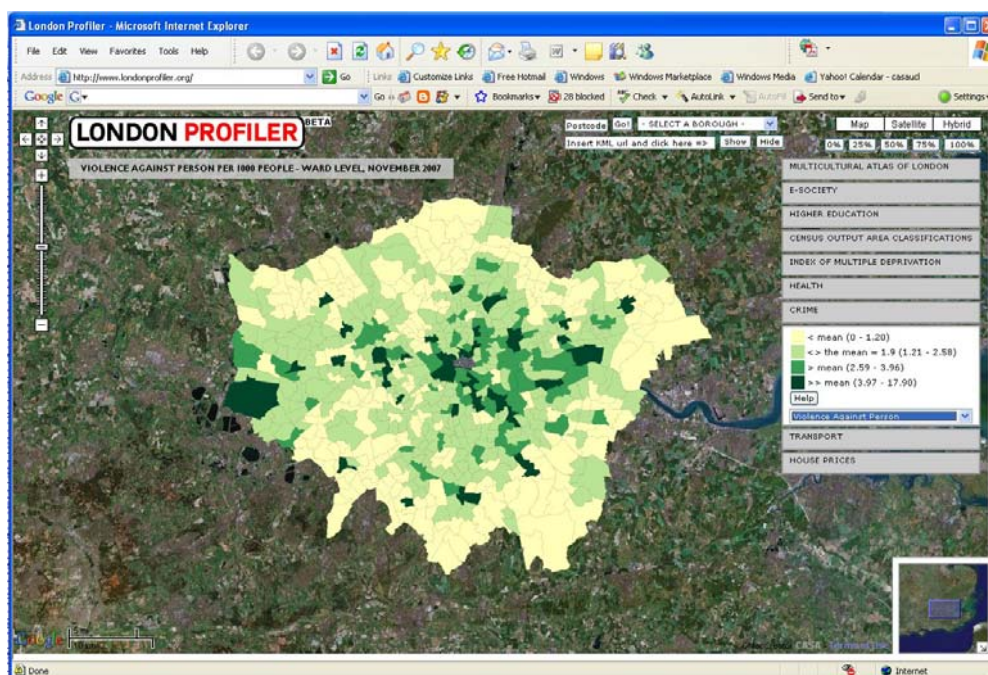 London Profiler - Microsoft Internet Explorer
File Edit View Favorites Tools Help
Address http://www.londonprofiler.org/ Go Links Customize Links Free Hotmail Windows Windows Marketplace Windows Media Yahoo! Calendar - casaud
Google G Go 28 blocked Bookmarks Check AutoLink AutoFill Send to Settings
LONDON PROFILER BETA
Postcode Go! - SELECT A BOROUGH - Map Satellite Hybrid
Insert KML url and click here => Show Hide 0% 25% 50% 75% 100%
VIOLENCE AGAINST PERSON PER 1000 PEOPLE - WARD LEVEL, NOVEMBER 2007
MULTICULTURAL ATLAS OF LONDON
E-SOCIETY
HIGHER EDUCATION
CENSUS OUTPUT AREA CLASSIFICATIONS
INDEX OF MULTIPLE DEPRIVATION
HEALTH
CRIME
< mean (0 - 1.20)
<> the mean = 1.9 (1.21 - 2.58)
> mean (2.59 - 3.96)
>> mean (3.97 - 17.90)
Help
Violence Against Person
TRANSPORT
HOUSE PRICES
Google
CASA Terms of Use
Done Internet